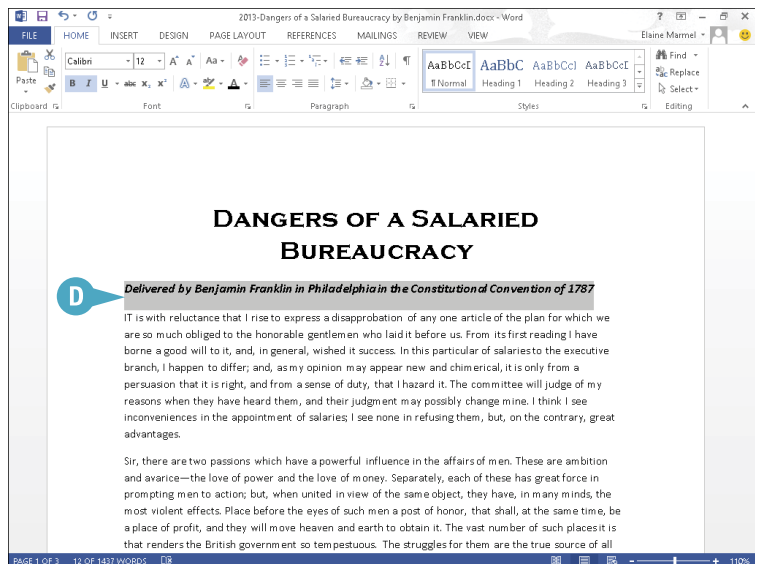 2013-Dangers of a Salaried Bureaucracy by Benjamin Franklin.docx - Word
FILE HOME INSERT DESIGN PAGE LAYOUT REFERENCES MAILINGS REVIEW VIEW Elaine Marmel
Paste
Calibri 12 A A Aa
B I U abc X₂ X² A A
AaBbCcI AaBbC AaBbCcI AaBbCcI
¶ Normal Heading 1 Heading 2 Heading 3
Find
Replace
Select
Clipboard Font Paragraph Styles Editing
DANGERS OF A SALARIED
BUREAUCRACY
D
Delivered by Benjamin Franklin in Philadelphia in the Constitutional Convention of 1787
IT is with reluctance that I rise to express a disapprobation of any one article of the plan for which we
are so much obliged to the honorable gentlemen who laid it before us. From its first reading I have
borne a good will to it, and, in general, wished it success. In this particular of salaries to the executive
branch, I happen to differ; and, as my opinion may appear new and chimerical, it is only from a
persuasion that it is right, and from a sense of duty, that I hazard it. The committee will judge of my
reasons when they have heard them, and their judgment may possibly change mine. I think I see
inconveniences in the appointment of salaries; I see none in refusing them, but, on the contrary, great
advantages.
Sir, there are two passions which have a powerful influence in the affairs of men. These are ambition
and avarice—the love of power and the love of money. Separately, each of these has great force in
prompting men to action; but, when united in view of the same object, they have, in many minds, the
most violent effects. Place before the eyes of such men a post of honor, that shall, at the same time, be
a place of profit, and they will move heaven and earth to obtain it. The vast number of such places it is
that renders the British government so tempestuous. The struggles for them are the true source of all
PAGE 1 OF 3 12 OF 1437 WORDS 110%